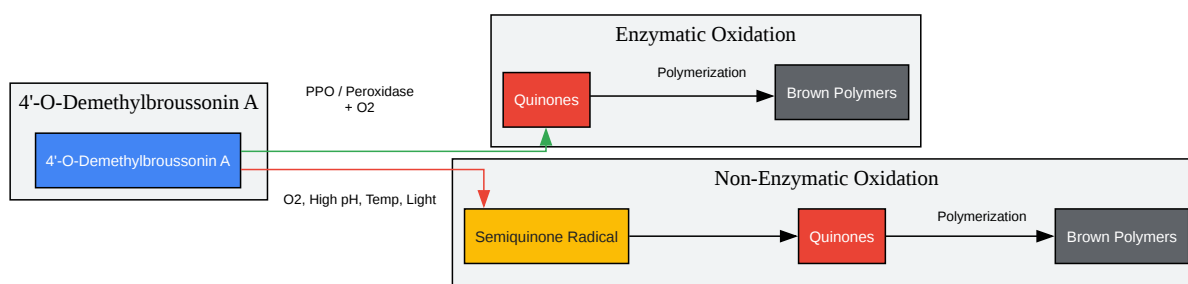 4'-O-Demethylbroussonin A
4'-O-Demethylbroussonin A
PPO / Peroxidase
+ O2
O2, High pH, Temp, Light
Enzymatic Oxidation
Quinones
Polymerization
Brown Polymers
Non-Enzymatic Oxidation
Semiquinone Radical
Quinones
Polymerization
Brown Polymers